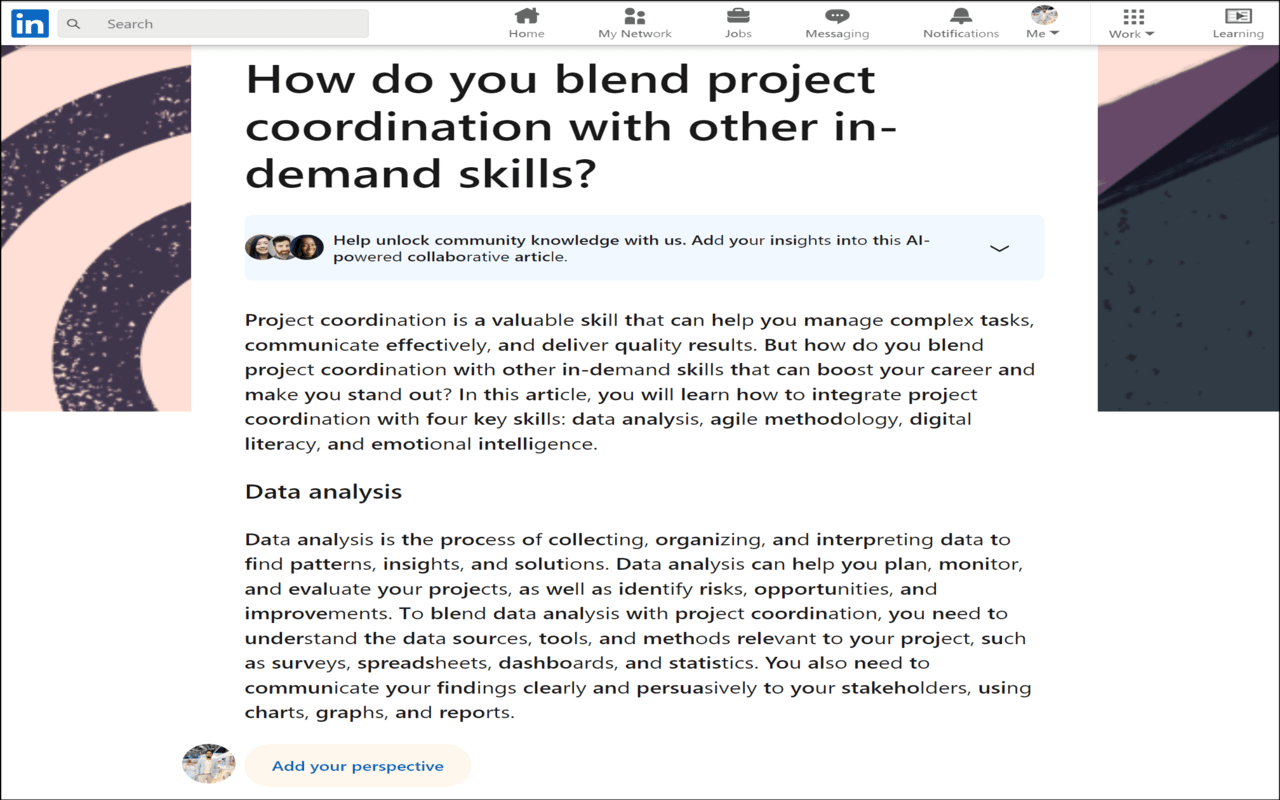 in
Search
Home
My Network
Jobs
Messaging
Notifications
Me
Work
Learning
How do you blend project
coordination with other in-
demand skills?
Help unlock community knowledge with us. Add your insights into this AI-
powered collaborative article.
Project coordination is a valuable skill that can help you manage complex tasks,
communicate effectively, and deliver quality results. But how do you blend
project coordination with other in-demand skills that can boost your career and
make you stand out? In this article, you will learn how to integrate project
coordination with four key skills: data analysis, agile methodology, digital
literacy, and emotional intelligence.
Data analysis
Data analysis is the process of collecting, organizing, and interpreting data to
find patterns, insights, and solutions. Data analysis can help you plan, monitor,
and evaluate your projects, as well as identify risks, opportunities, and
improvements. To blend data analysis with project coordination, you need to
understand the data sources, tools, and methods relevant to your project, such
as surveys, spreadsheets, dashboards, and statistics. You also need to
communicate your findings clearly and persuasively to your stakeholders, using
charts, graphs, and reports.
Add your perspective